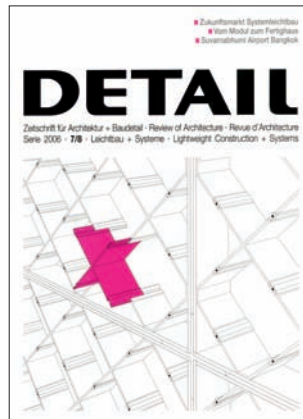 Zukunftsmarkt Systemleichtbau
Vom Modul zum Fertighaus
Suvarnabhumi Airport Bangkok
DETAIL
Zeitschrift für Architektur + Baudetail · Review of Architecture · Revue d'Architecture
Serie 2006 · 7/8 · Leichtbau + Systeme · Lightweight Construction + Systems